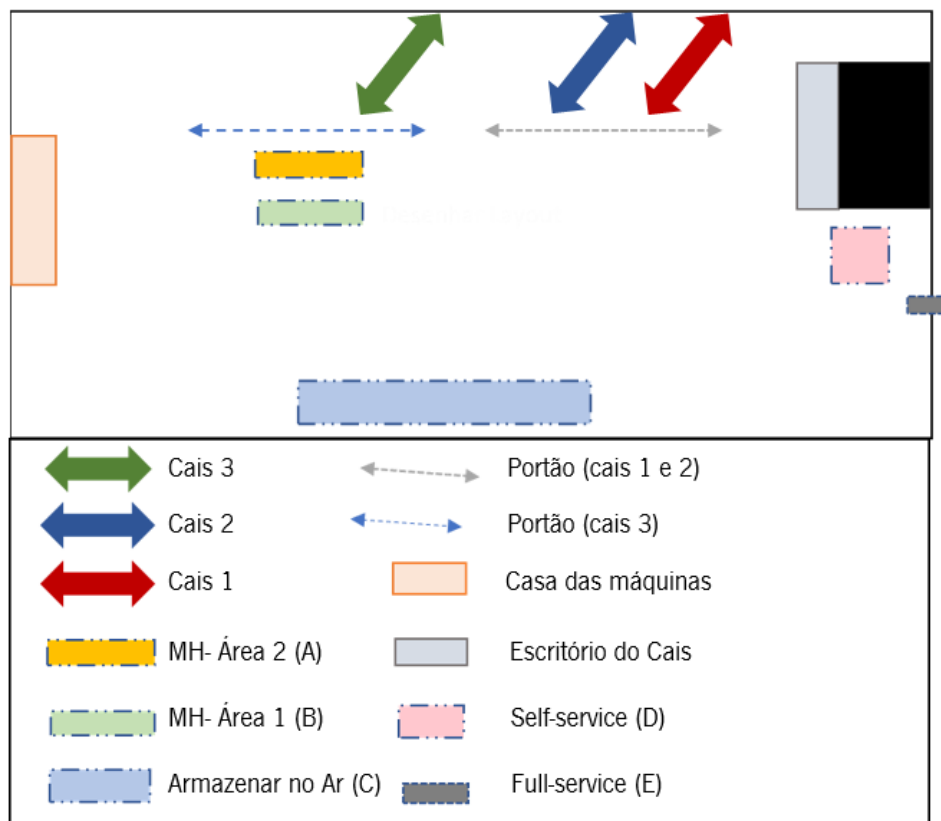 Cais 3
Portão (cais 1 e 2)
Cais 2
Portão (cais 3)
Cais 1
Casa das máquinas
MH- Área 2 (A)
Escritório do Cais
MH- Área 1 (B)
Self-service (D)
Armazenar no Ar (C)
Full-service (E)